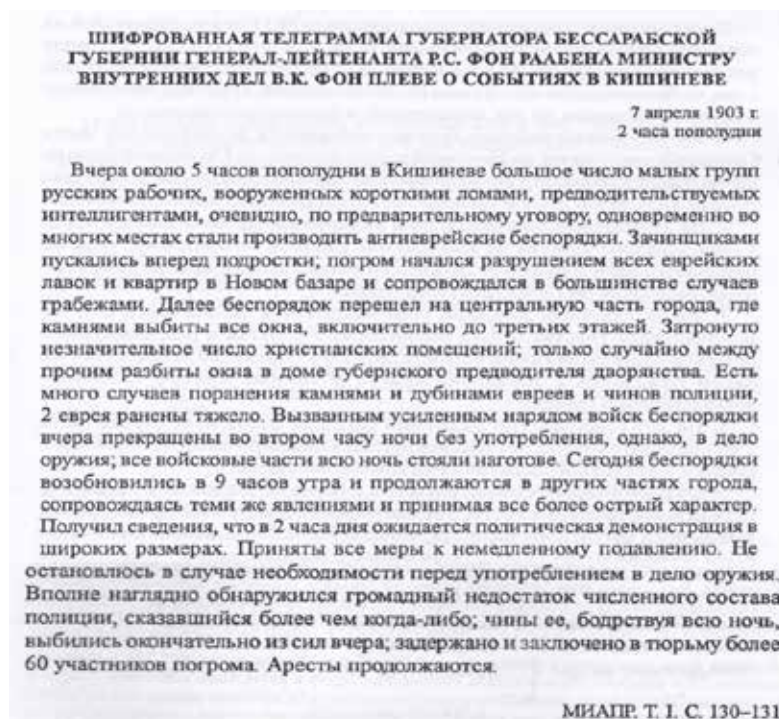 ШИФРОВАННАЯ ТЕЛЕГРАММА ГУБЕРНАТОРА БЕССАРАБСКОЙ
ГУБЕРНИИ ГЕНЕРАЛ-ЛЕЙТЕНАНТА Р.С. ФОН РААБЕНА МИНИСТРУ
ВНУТРЕННИХ ДЕЛ В.К. ФОН ПЛЕВЕ О СОБЫТИЯХ В КИШИНЕВЕ
7 апреля 1903 г.
2 часа пополудни
Вчера около 5 часов пополудни в Кишиневе большое число малых групп
русских рабочих, вооруженных короткими ломами, предводительствуемых
интеллигентами, очевидно, по предварительному уговору, одновременно во
многих местах стали производить антиеврейские беспорядки. Зачинщиками
пускались вперед подростки; погром начался разрушением всех еврейских
лавок и квартир в Новом базаре и сопровождался в большинстве случаев
грабежами. Далее беспорядок перешел на центральную часть города, где
камнями выбиты все окна, включительно до третьих этажей. Затронуто
незначительное число христианских помещений; только случайно между
прочим разбиты окна в доме губернского предводителя дворянства. Есть
много случаев поранения камнями и дубинами евреев и чинов полиции,
2 еврея ранены тяжело. Вызванным усиленным нарядом войск беспорядки
вчера прекращены во втором часу ночи без употребления, однако, в дело
оружия; все войсковые части всю ночь стояли наготове. Сегодня беспорядки
возобновились в 9 часов утра и продолжаются в других частях города,
сопровождаясь теми же явлениями и принимая все более острый характер.
Получил сведения, что в 2 часа дня ожидается политическая демонстрация в
широких размерах. Приняты все меры к немедленному подавлению. Не
остановлюсь в случае необходимости перед употреблением в дело оружия.
Вполне наглядно обнаружился громадный недостаток численного состава
полиции, сказавшийся более чем когда-либо; чины ее, бодрствуя всю ночь,
выбились окончательно из сил вчера; задержано и заключено в тюрьму более
60 участников погрома. Аресты продолжаются.
МИАПР. Т. I. С. 130–131